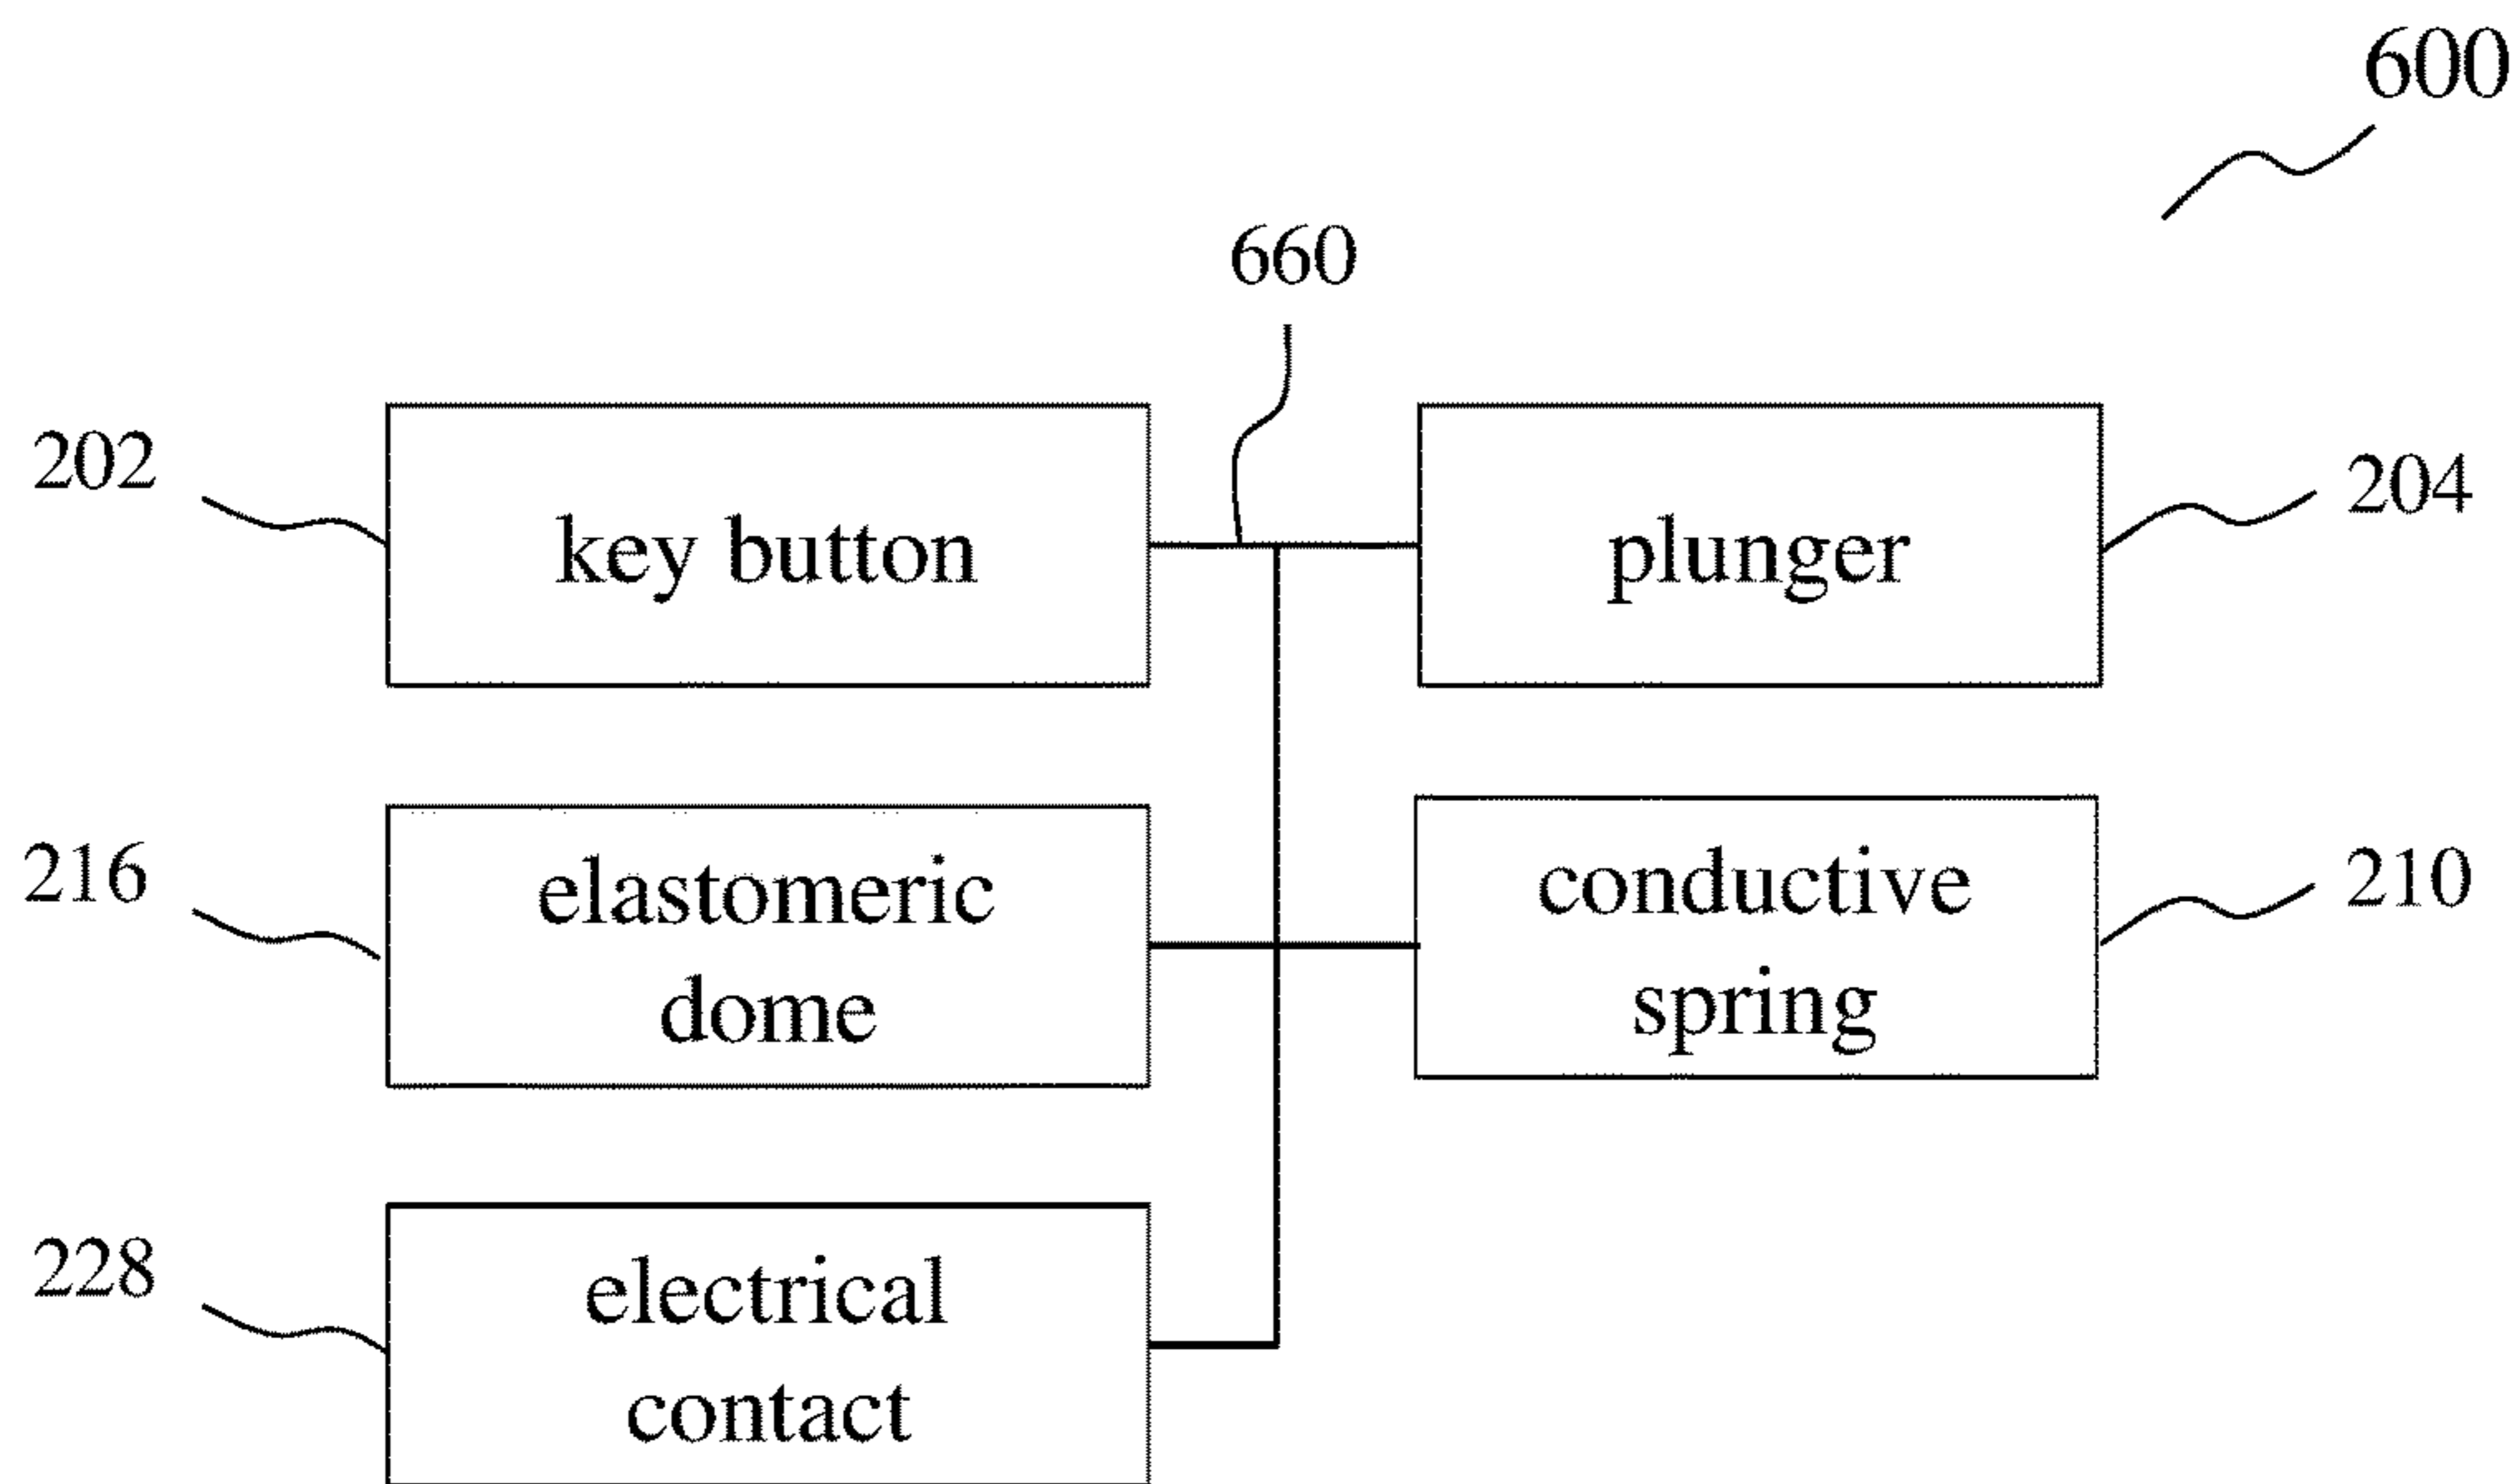 600
660
202
key button
plunger
204
216
elastomeric
dome
conductive
spring
210
228
electrical
contact